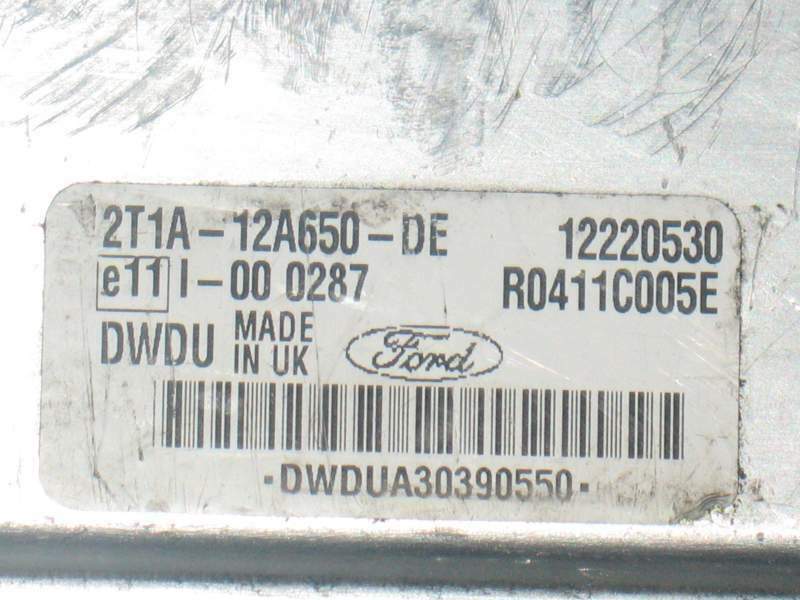 2T1A-12A650-DE 12220530
e11 I-00 0287 R0411C005E
DWDU MADE IN UK Ford
·DWDUA30390550·